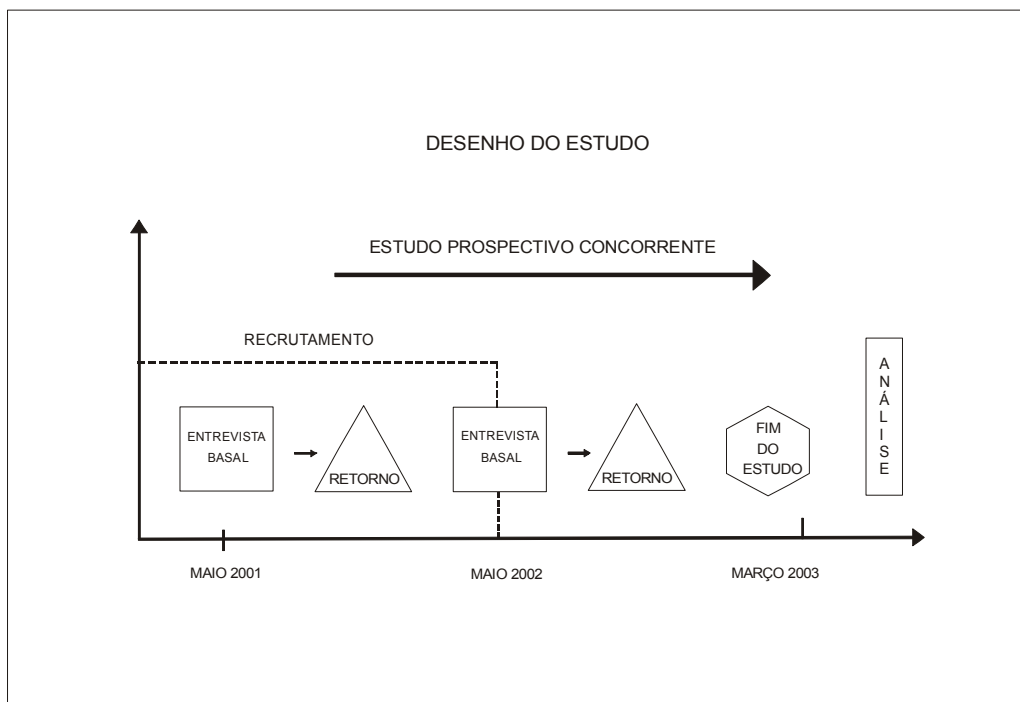 DESENHO DO ESTUDO
ESTUDO PROSPECTIVO CONCORRENTE
RECRUTAMENTO
ENTREVISTA
BASAL
RETORNO
ENTREVISTA
BASAL
RETORNO
FIM
DO
ESTUDO
ANÁLISE
MAIO 2001
MAIO 2002
MARÇO 2003